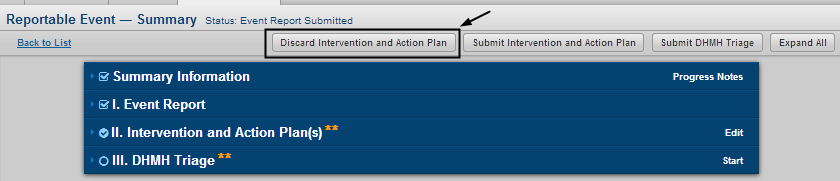 Reportable Event — Summary Status: Event Report Submitted
Back to List Discard Intervention and Action Plan Submit Intervention and Action Plan Submit DHMH Triage Expand All
Summary Information Progress Notes
I. Event Report
II. Intervention and Action Plan(s) ** Edit
III. DHMH Triage ** Start